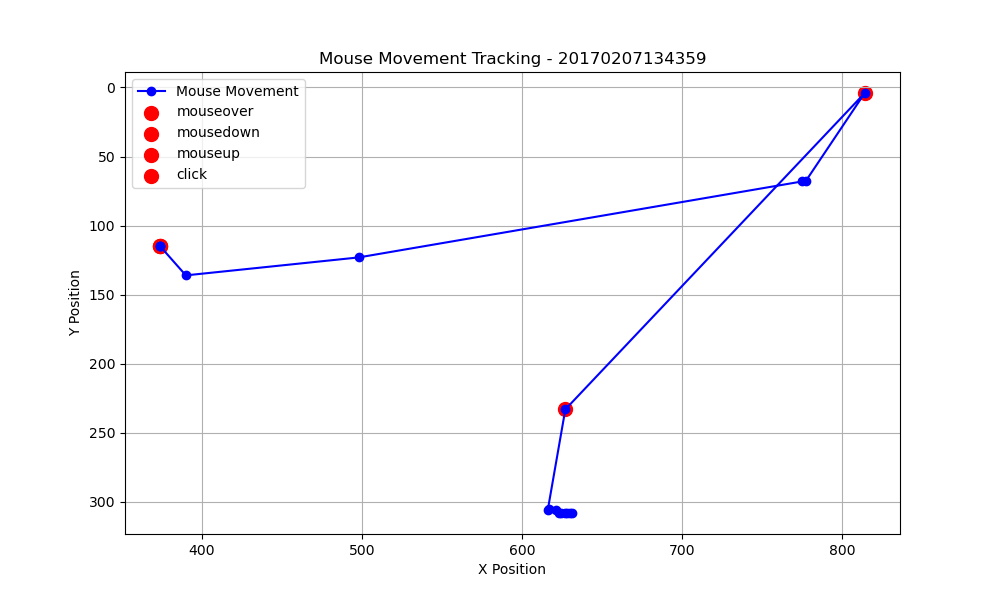 Mouse Movement Tracking - 20170207134359
Mouse Movement
mouseover
mousedown
mouseup
click
0
50
100
150
200
250
300
Y Position
400
500
600
700
800
X Position